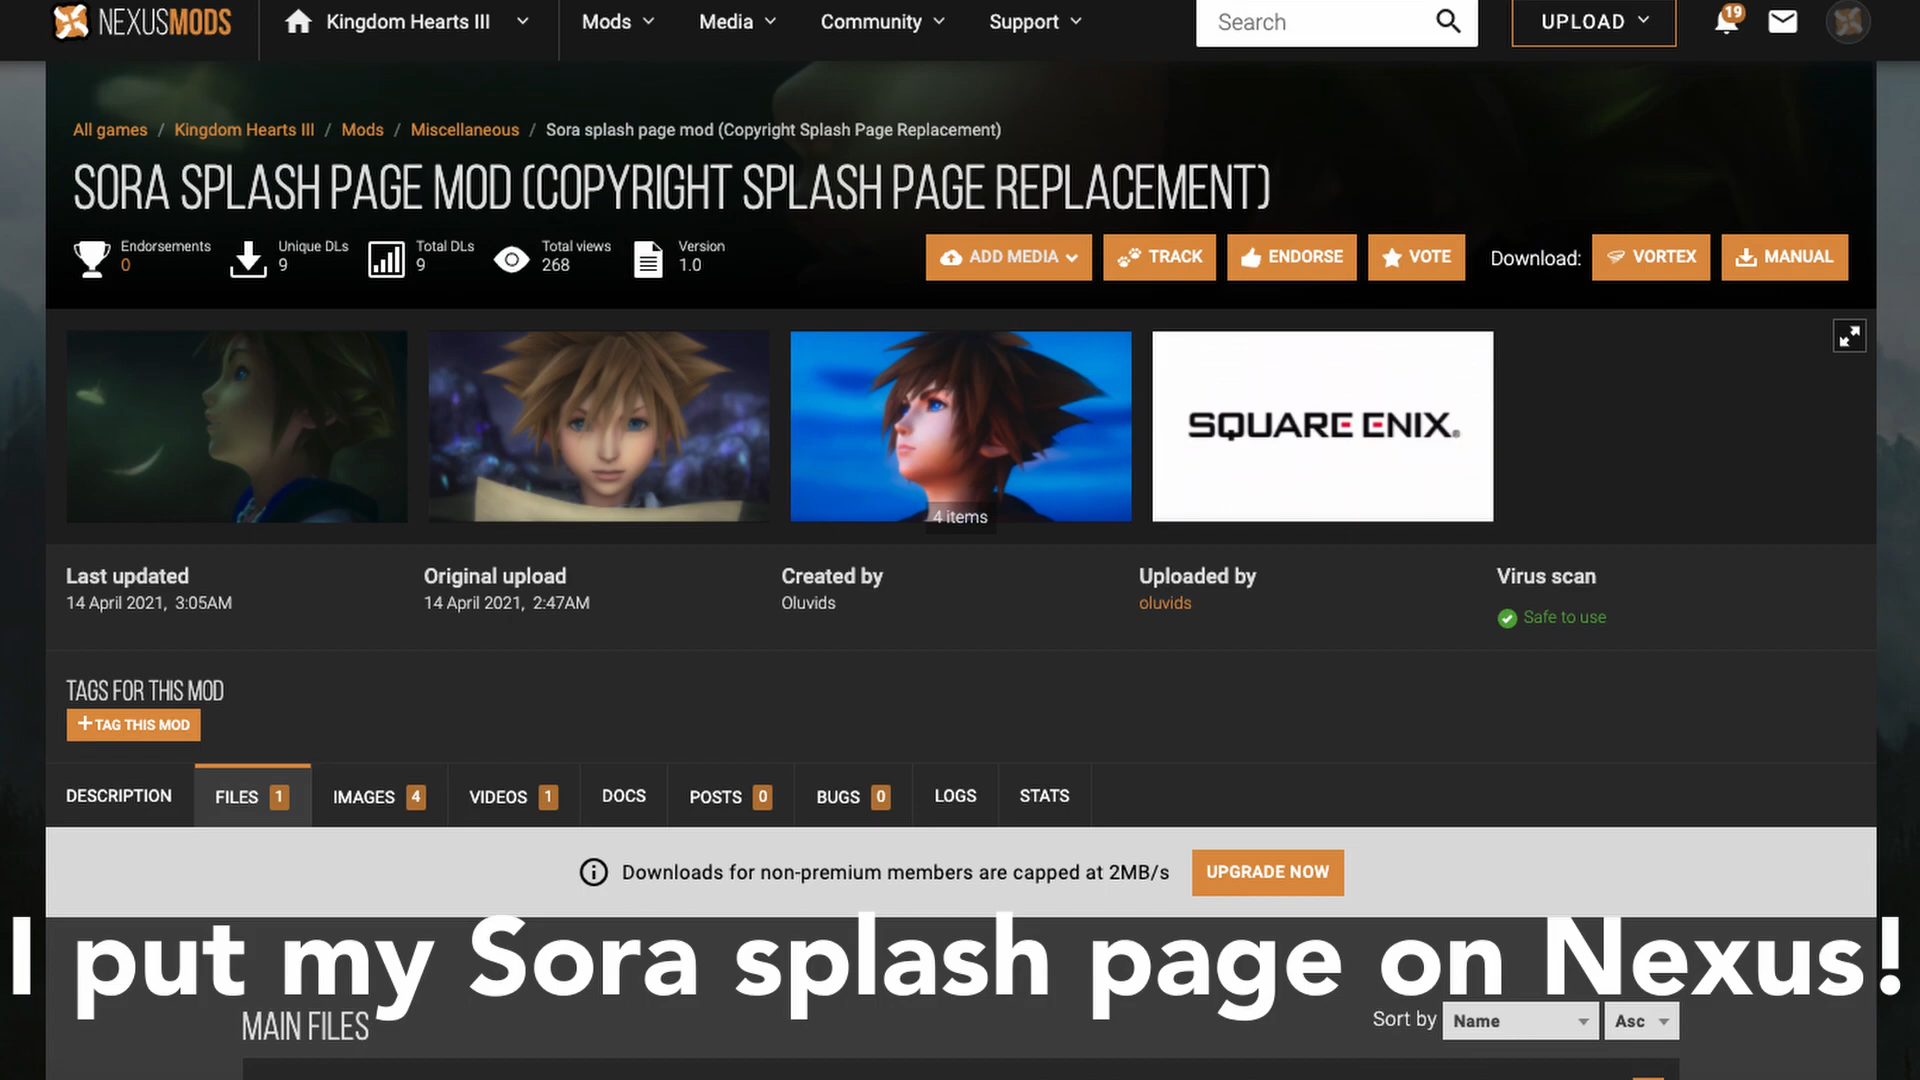 NEXUSMODS
Kingdom Hearts III
Mods
Media
Community
Support
Search
UPLOAD
19
All games / Kingdom Hearts III / Mods / Miscellaneous / Sora splash page mod (Copyright Splash Page Replacement)
SORA SPLASH PAGE MOD (COPYRIGHT SPLASH PAGE REPLACEMENT)
Endorsements
0
Unique DLs
9
Total DLs
9
Total views
268
Version
1.0
ADD MEDIA
TRACK
ENDORSE
VOTE
Download:
VORTEX
MANUAL
SQUARE ENIX®
4 items
Last updated
14 April 2021, 3:05AM
Original upload
14 April 2021, 2:47AM
Created by
Oluvids
Uploaded by
oluvids
Virus scan
Safe to use
TAGS FOR THIS MOD
+ TAG THIS MOD
DESCRIPTION
FILES 1
IMAGES 4
VIDEOS 1
DOCS
POSTS 0
BUGS 0
LOGS
STATS
Downloads for non-premium members are capped at 2MB/s
UPGRADE NOW
I put my Sora splash page on Nexus!
MAIN FILES
Sort by
Name
Asc